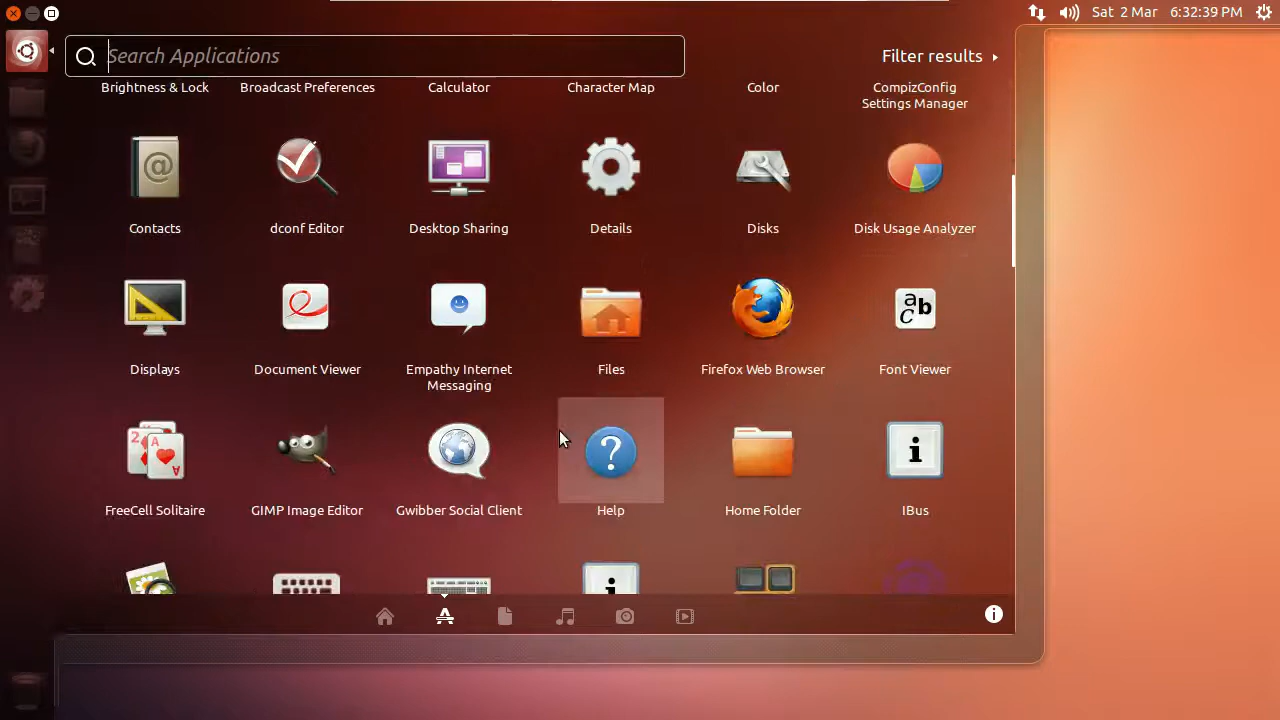 Sat 2 Mar 6:32:39 PM
Search Applications
Filter results
Brightness & Lock
Broadcast Preferences
Calculator
Character Map
Color
CompizConfig
Settings Manager
Contacts
dconf Editor
Desktop Sharing
Details
Disks
Disk Usage Analyzer
Displays
Document Viewer
Empathy Internet
Messaging
Files
Firefox Web Browser
Font Viewer
FreeCell Solitaire
GIMP Image Editor
Gwibber Social Client
Help
Home Folder
IBus